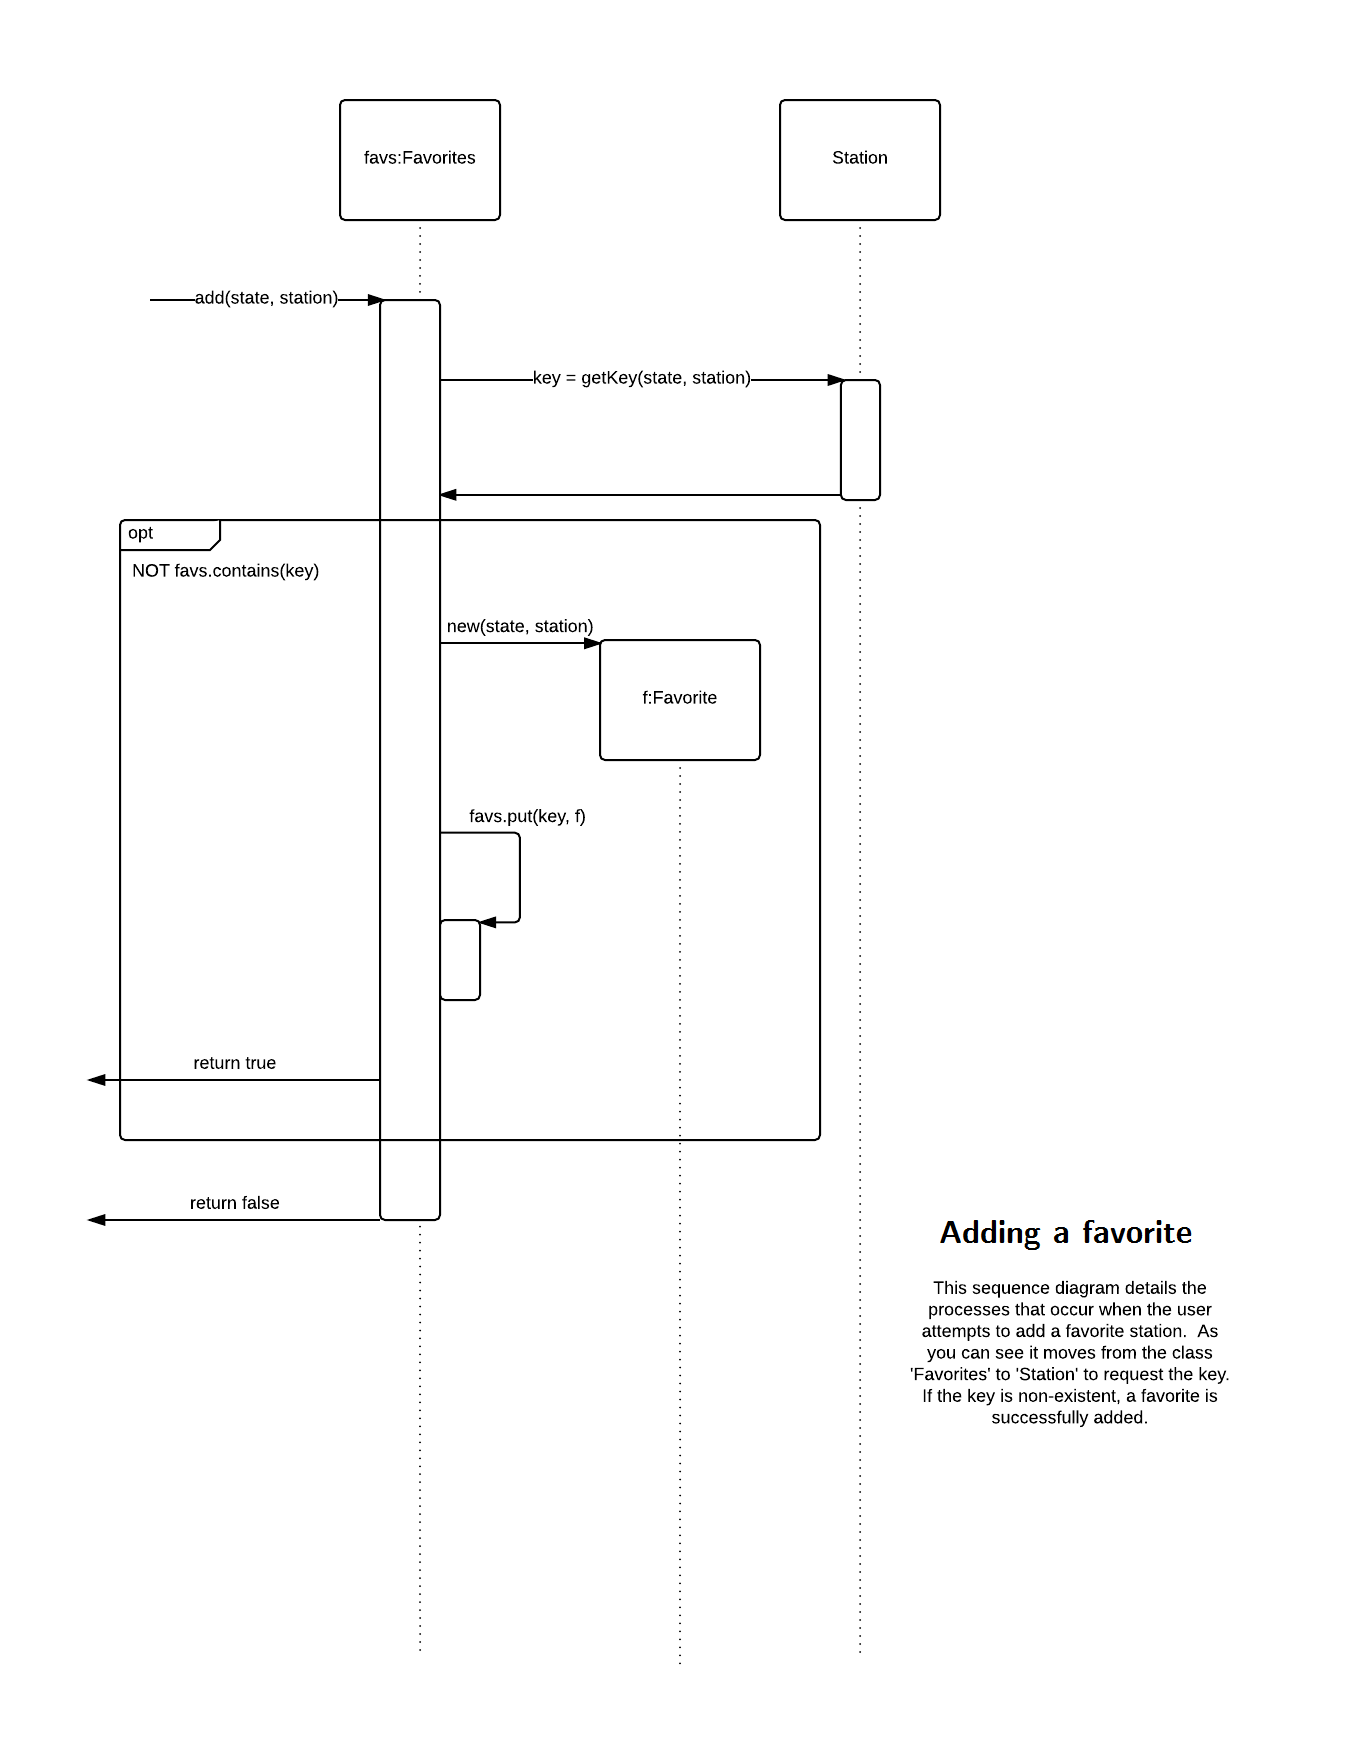 favs:Favorites
Station
add(state, station)
key = getKey(state, station)
opt
NOT favs.contains(key)
new(state, station)
f:Favorite
favs.put(key, f)
return true
return false
Adding a favorite
This sequence diagram details the
processes that occur when the user
attempts to add a favorite station.  As
you can see it moves from the class
'Favorites' to 'Station' to request the key.
If the key is non-existent, a favorite is
successfully added.